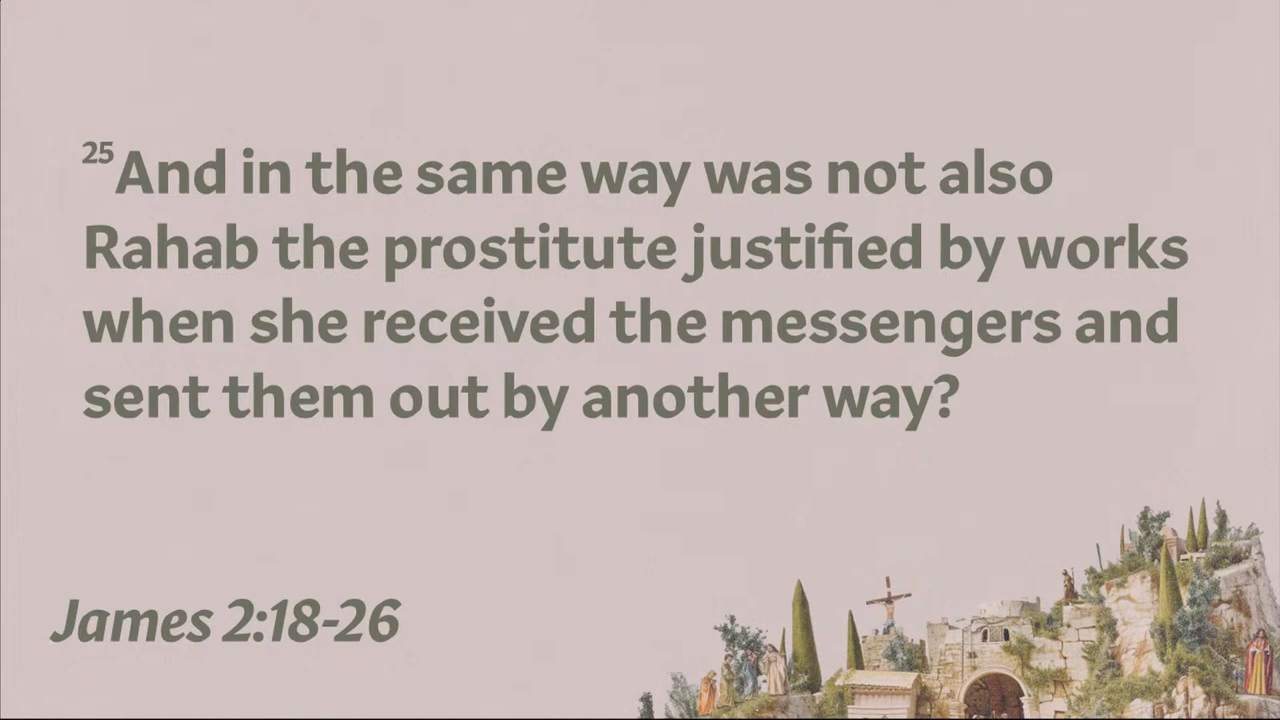 25And in the same way was not also
Rahab the prostitute justified by works
when she received the messengers and
sent them out by another way?
James 2:18-26